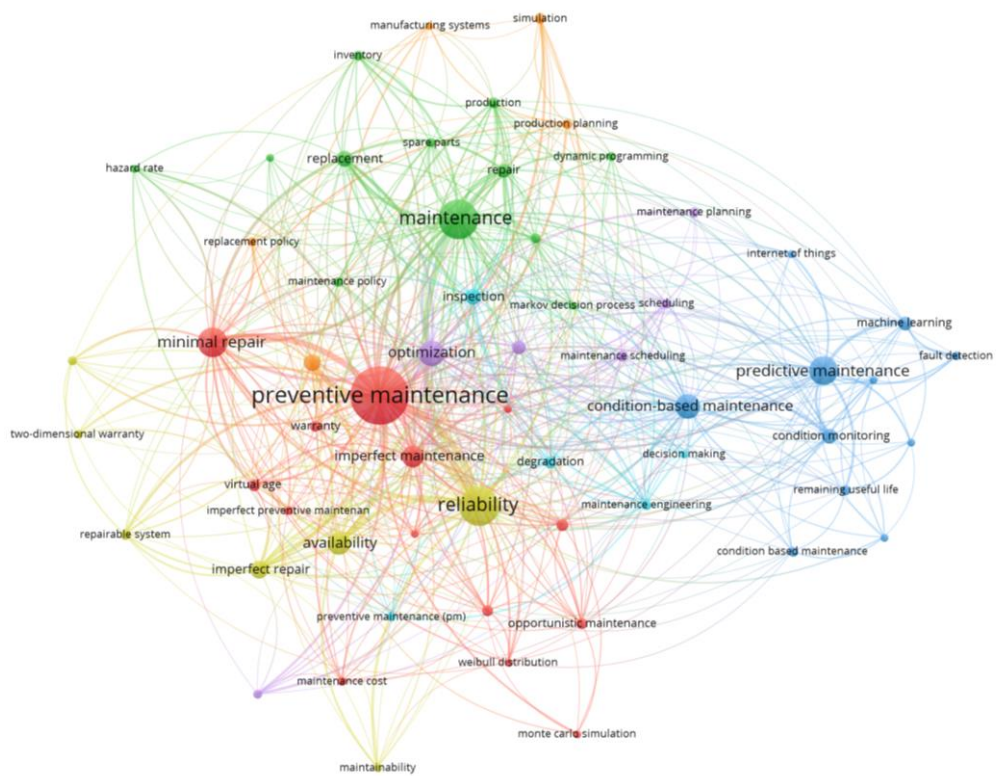 simulation
manufacturing systems
inventory
production
production planning
spare parts
replacement
dynamic programming
hazard rate
repair
maintenance
maintenance planning
replacement policy
internet of things
maintenance policy
inspection
markov decision process
scheduling
machine learning
minimal repair
optimization
maintenance scheduling
fault detection
predictive maintenance
preventive maintenance
condition-based maintenance
warranty
two-dimensional warranty
condition monitoring
imperfect maintenance
decision making
degradation
virtual age
remaining useful life
reliability
maintenance engineering
imperfect preventive maintenan
repairable system
availability
condition based maintenance
imperfect repair
preventive maintenance (pm)
opportunistic maintenance
weibull distribution
maintenance cost
monte carlo simulation
maintainability